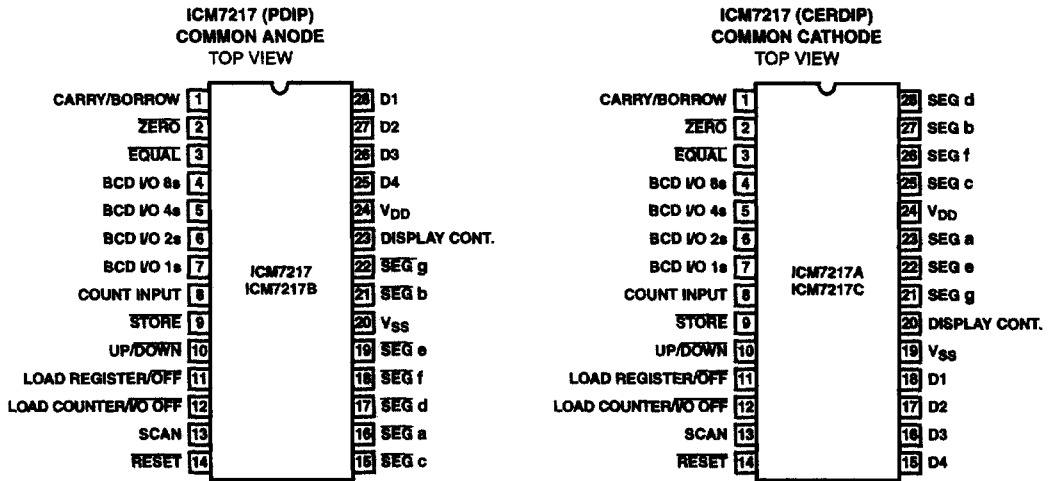 ICM7217 (PDIP)
COMMON ANODE
TOP VIEW
CARRY/BORROW 1 28 D1
ZERO 2 27 D2
EQUAL 3 26 D3
BCD I/O 8s 4 25 D4
BCD I/O 4s 5 24 VDD
BCD I/O 2s 6 23 DISPLAY CONT.
BCD I/O 1s 7 22 SEG g
COUNT INPUT 8 21 SEG b
STORE 9 20 VSS
UP/DOWN 10 19 SEG e
LOAD REGISTER/OFF 11 18 SEG f
LOAD COUNTER/I/O OFF 12 17 SEG d
SCAN 13 16 SEG a
RESET 14 15 SEG c
ICM7217
ICM7217B
ICM7217 (CERDIP)
COMMON CATHODE
TOP VIEW
CARRY/BORROW 1 28 SEG d
ZERO 2 27 SEG b
EQUAL 3 26 SEG f
BCD I/O 8s 4 25 SEG c
BCD I/O 4s 5 24 VDD
BCD I/O 2s 6 23 SEG a
BCD I/O 1s 7 22 SEG e
COUNT INPUT 8 21 SEG g
STORE 9 20 DISPLAY CONT.
UP/DOWN 10 19 VSS
LOAD REGISTER/OFF 11 18 D1
LOAD COUNTER/I/O OFF 12 17 D2
SCAN 13 16 D3
RESET 14 15 D4
ICM7217A
ICM7217C